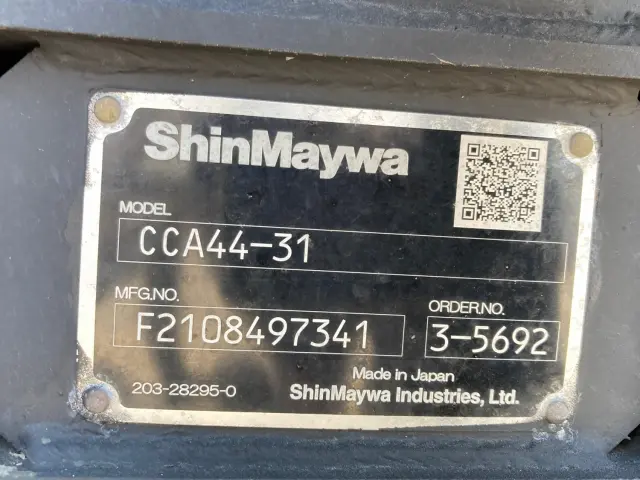 ShinMaywa
MODEL
CCA44-31
MFG.NO.
ORDER.NO.
F2108497341
3-5692
Made in Japan
203-28295-0
ShinMaywa Industries, Ltd.